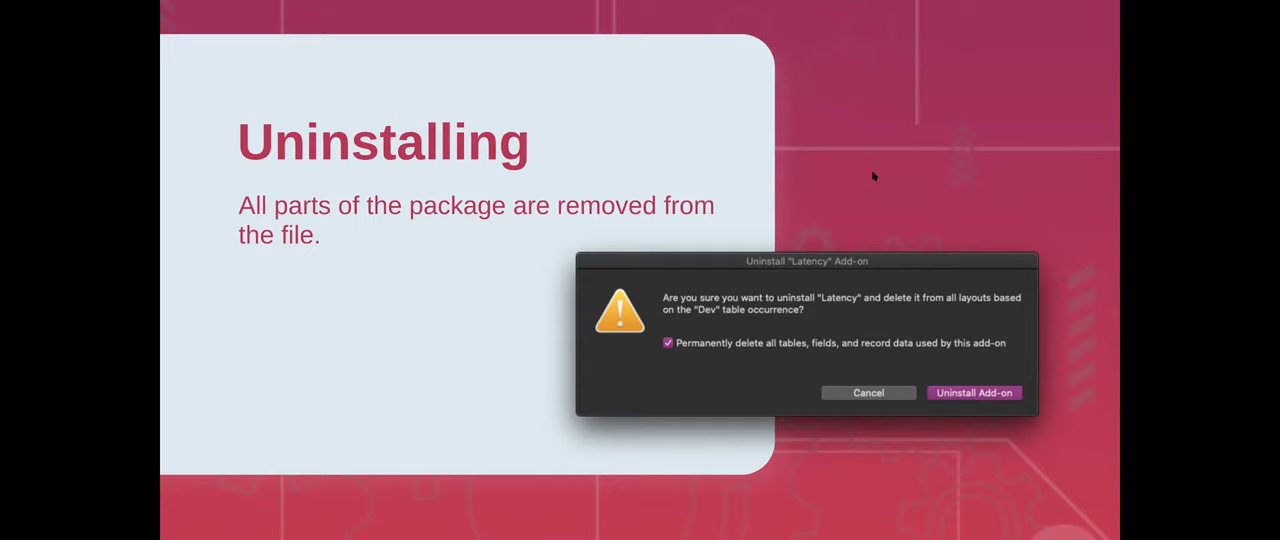 Uninstalling
All parts of the package are removed from
the file.
Uninstall "Latency" Add-on
Are you sure you want to uninstall "Latency" and delete it from all layouts based
on the "Dev" table occurrence?
Permanently delete all tables, fields, and record data used by this add-on
Cancel
Uninstall Add-on